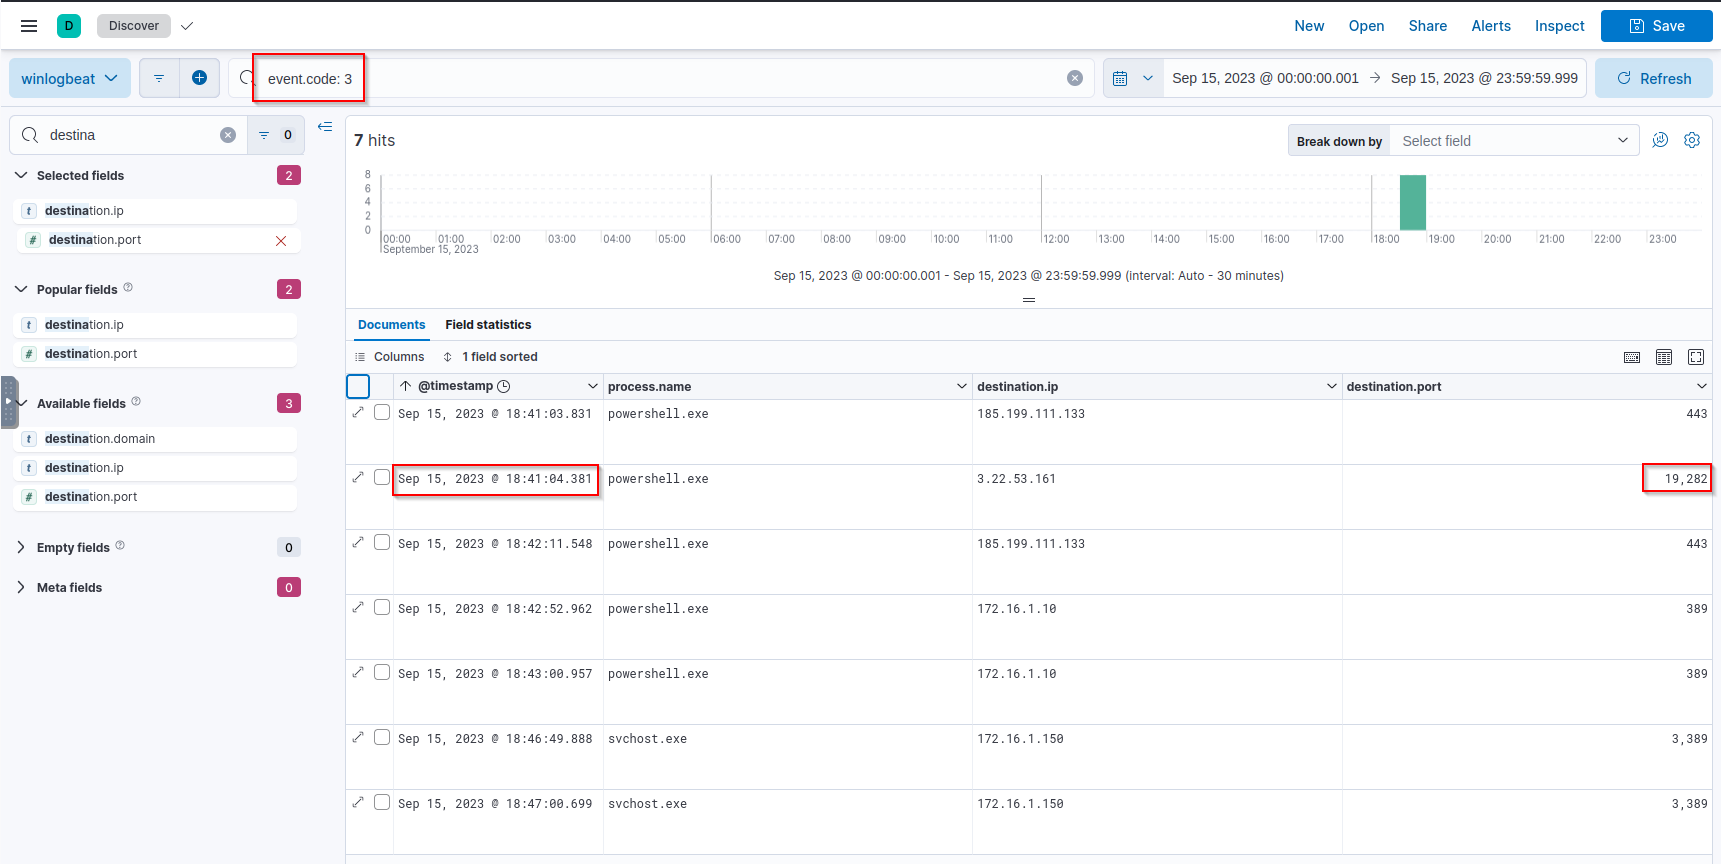 D Discover New Open Share Alerts Inspect Save
winlogbeat event.code: 3 Sep 15, 2023 @ 00:00:00.001 → Sep 15, 2023 @ 23:59:59.999 Refresh
destina 0
Selected fields 2
t destination.ip
# destination.port
Popular fields 2
t destination.ip
# destination.port
Available fields 3
t destination.domain
t destination.ip
# destination.port
Empty fields 0
Meta fields 0
7 hits Break down by Select field
8
6
4
2
0
00:00 01:00 02:00 03:00 04:00 05:00 06:00 07:00 08:00 09:00 10:00 11:00 12:00 13:00 14:00 15:00 16:00 17:00 18:00 19:00 20:00 21:00 22:00 23:00
September 15, 2023
Sep 15, 2023 @ 00:00:00.001 - Sep 15, 2023 @ 23:59:59.999 (interval: Auto - 30 minutes)
Documents Field statistics
Columns 1 field sorted
@timestamp process.name destination.ip destination.port
Sep 15, 2023 @ 18:41:03.831 powershell.exe 185.199.111.133 443
Sep 15, 2023 @ 18:41:04.381 powershell.exe 3.22.53.161 19,282
Sep 15, 2023 @ 18:42:11.548 powershell.exe 185.199.111.133 443
Sep 15, 2023 @ 18:42:52.962 powershell.exe 172.16.1.10 389
Sep 15, 2023 @ 18:43:00.957 powershell.exe 172.16.1.10 389
Sep 15, 2023 @ 18:46:49.888 svchost.exe 172.16.1.150 3,389
Sep 15, 2023 @ 18:47:00.699 svchost.exe 172.16.1.150 3,389